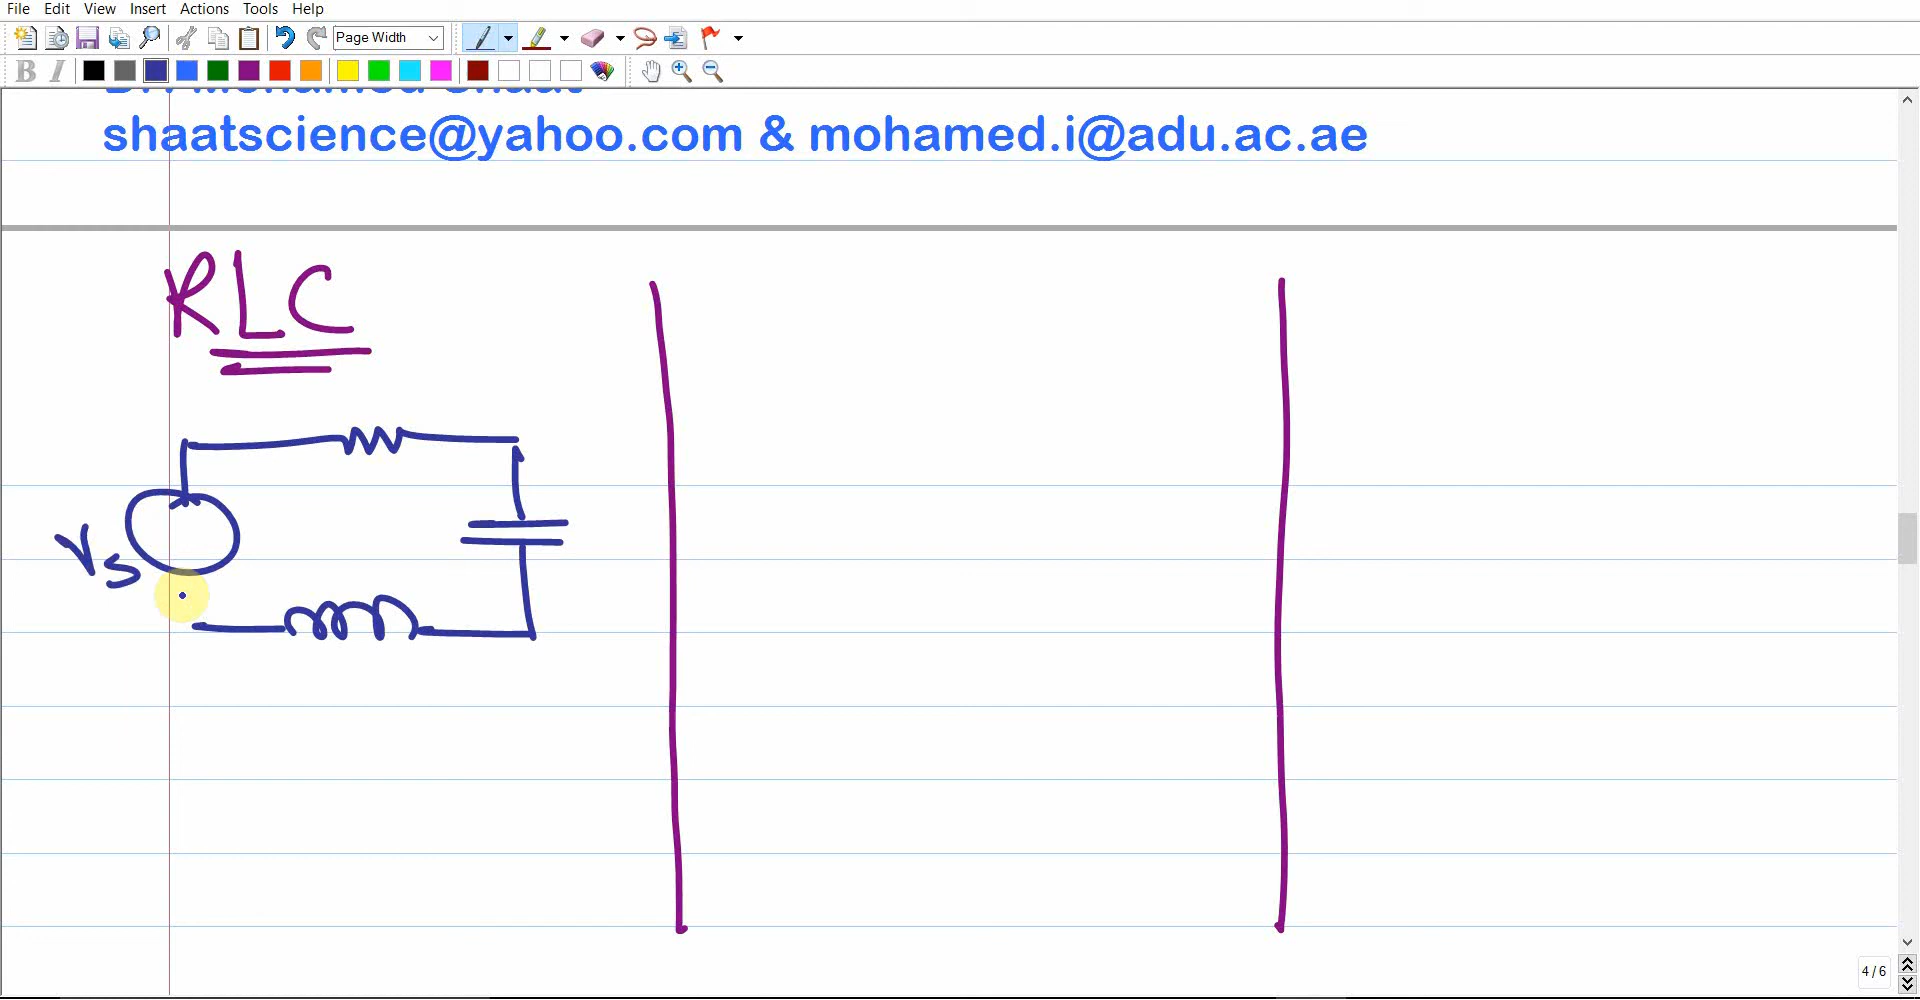 File Edit View Insert Actions Tools Help
Page Width
B I
shaatscience@yahoo.com & mohamed.i@adu.ac.ae
RLC
Vs
4 / 6